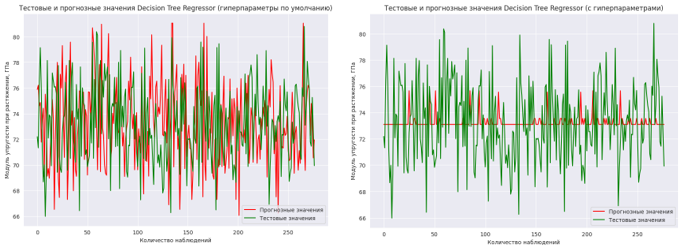 Тестовые и прогнозные значения Decision Tree Regressor (гиперпараметры по умолчанию)
Модуль упругости при растяжении, ГПа
80
78
76
74
72
70
68
66
0
50
100
150
200
250
Количество наблюдений
Прогнозные значения
Тестовые значения
Тестовые и прогнозные значения Decision Tree Regressor (с гиперпараметрами)
Модуль упругости при растяжении, ГПа
80
78
76
74
72
70
68
66
0
50
100
150
200
250
Количество наблюдений
Прогнозные значения
Тестовые значения